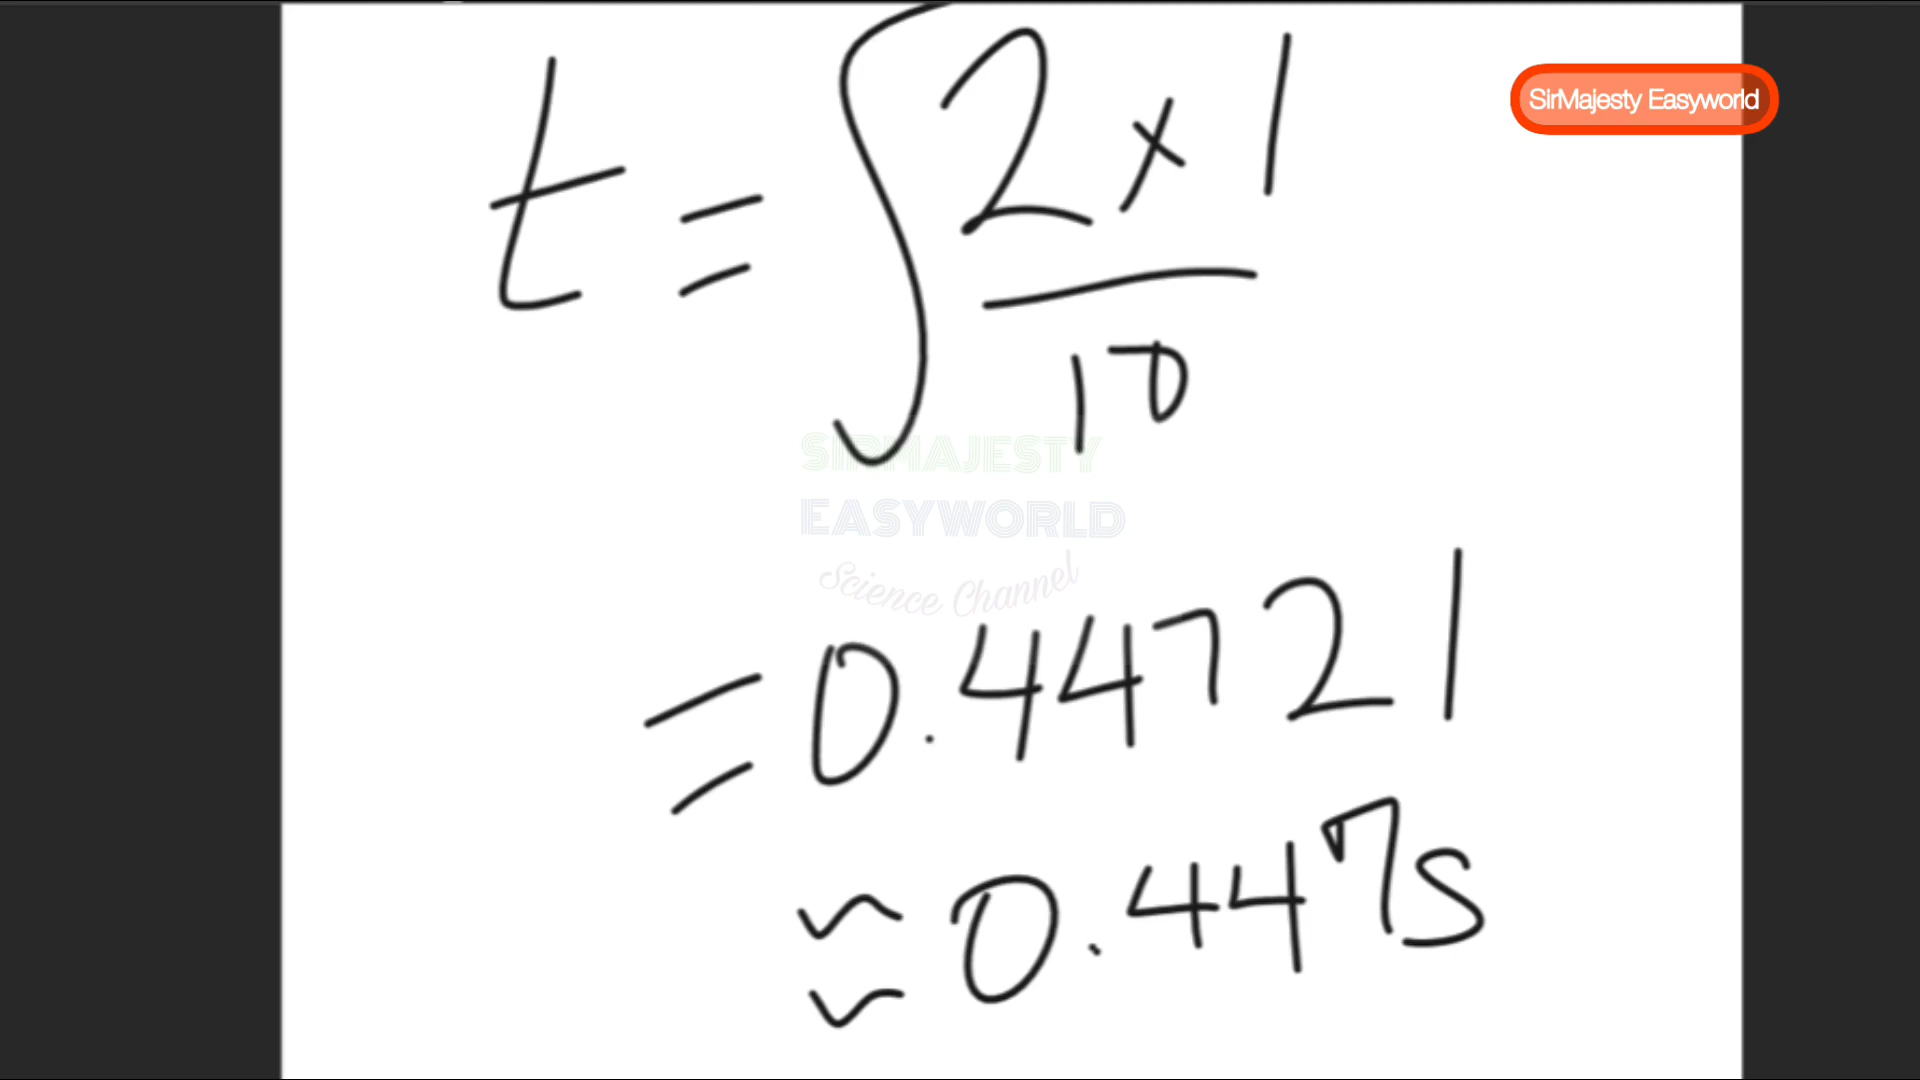 SirMajesty Easyworld
t = √2 x 1
10
SIRMAJESTY
EASYWORLD
Science Channel
= 0.44721
≈ 0.447s